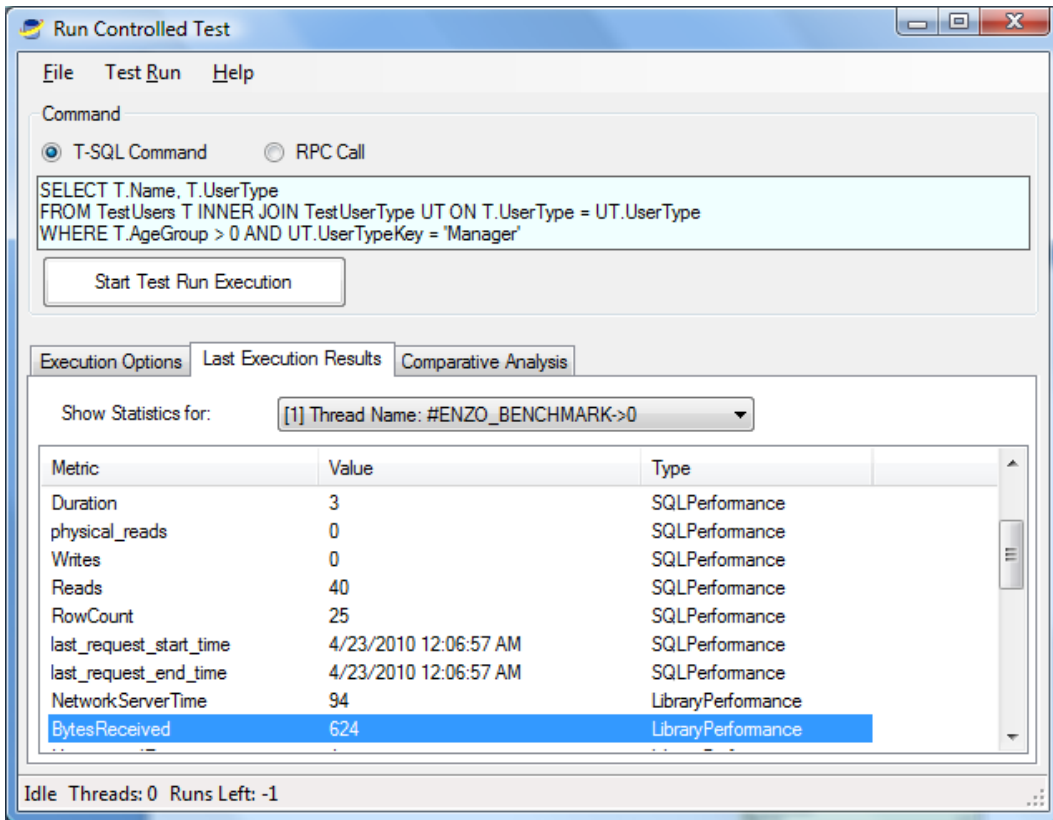 Run Controlled Test
File Test Run Help
Command
T-SQL Command RPC Call
SELECT T.Name, T.UserType
FROM TestUsers T INNER JOIN TestUserType UT ON T.UserType = UT.UserType
WHERE T.AgeGroup > 0 AND UT.UserTypeKey = 'Manager'
Start Test Run Execution
Execution Options Last Execution Results Comparative Analysis
Show Statistics for: [1] Thread Name: #ENZO_BENCHMARK->0
Metric Value Type
Duration 3 SQLPerformance
physical_reads 0 SQLPerformance
Writes 0 SQLPerformance
Reads 40 SQLPerformance
RowCount 25 SQLPerformance
last_request_start_time 4/23/2010 12:06:57 AM SQLPerformance
last_request_end_time 4/23/2010 12:06:57 AM SQLPerformance
NetworkServerTime 94 LibraryPerformance
BytesReceived 624 LibraryPerformance
Idle Threads: 0 Runs Left: -1